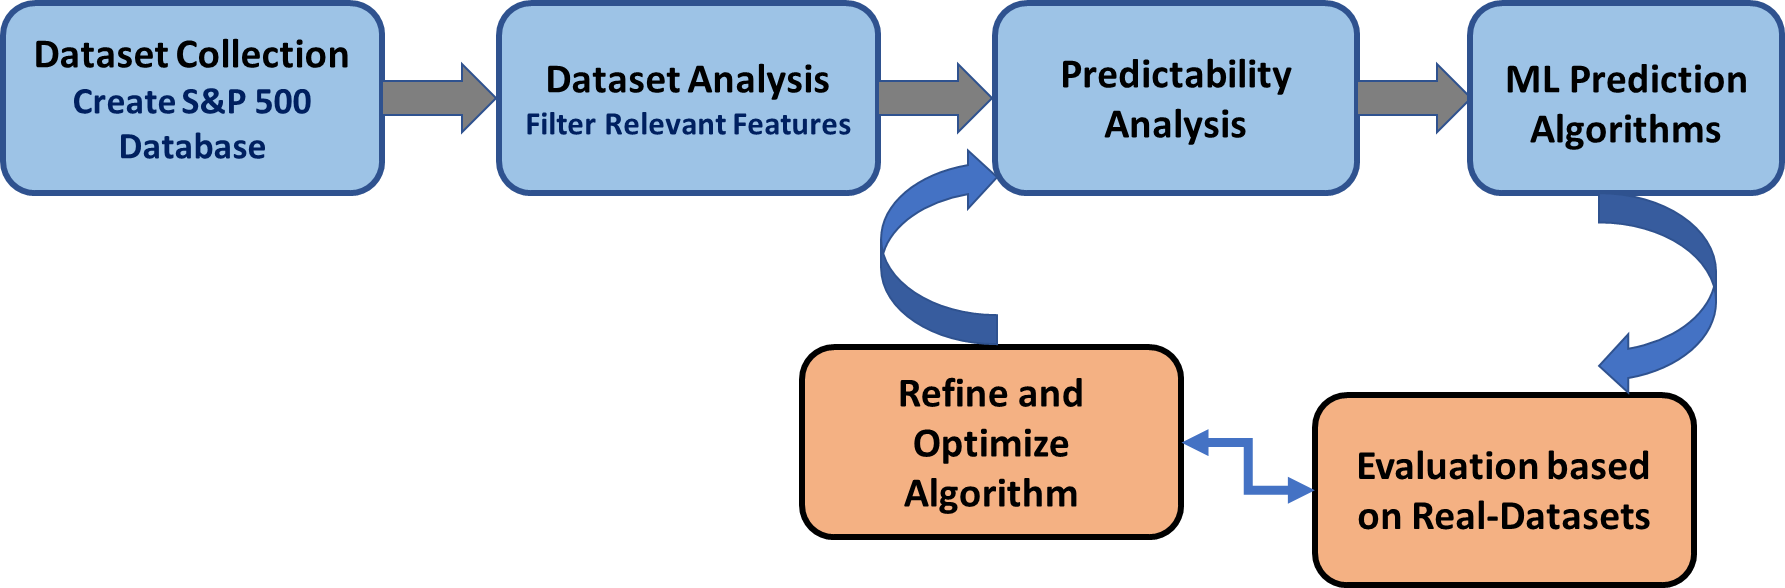 Dataset Collection
Create S&P 500
Database
Dataset Analysis
Filter Relevant Features
Predictability
Analysis
ML Prediction
Algorithms
Refine and
Optimize
Algorithm
Evaluation based
on Real-Datasets